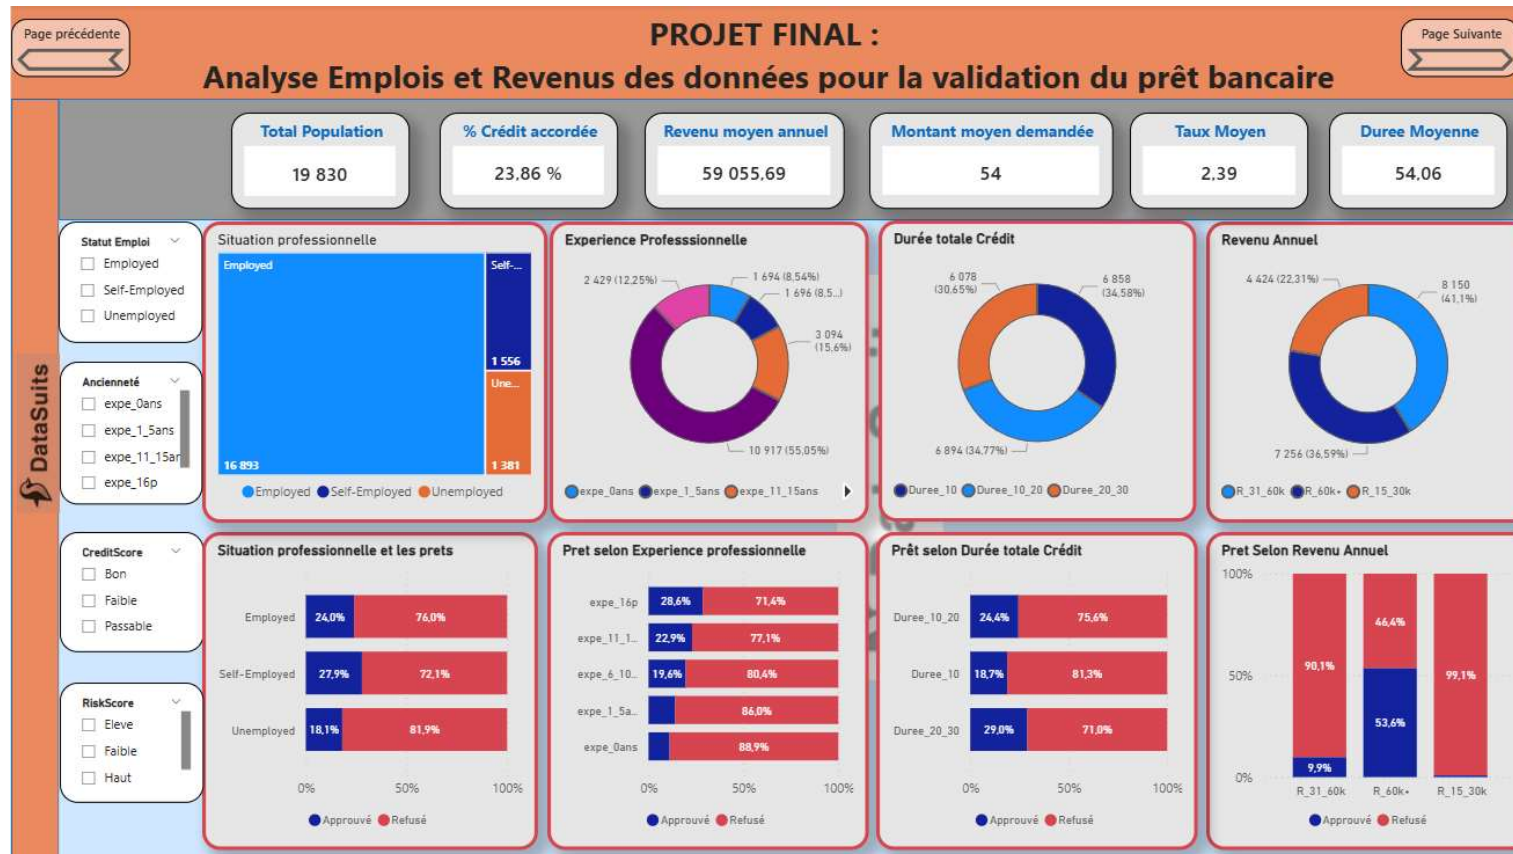 Page précédente
PROJET FINAL :
Page Suivante
Analyse Emplois et Revenus des données pour la validation du prêt bancaire
Total Population
% Crédit accordée
Revenu moyen annuel
Montant moyen demandée
Taux Moyen
Duree Moyenne
19 830
23,86 %
59 055,69
54
2,39
54,06
DataSuits
Statut Emploi
Employed
Self-Employed
Unemployed
Ancienneté
expe_0ans
expe_1_5ans
expe_11_15ar
expe_16p
CreditScore
Bon
Faible
Passable
RiskScore
Eleve
Faible
Haut
Situation professionnelle
Employed
Self-...
1 556
Une...
16 893
1 381
Employed Self-Employed Unemployed
Experience Professsionnelle
2 429 (12,25%)
1 694 (8,54%)
1 696 (8,5...)
3 094
(15,6%)
10 917 (55,05%)
expe_0ans expe_1_5ans expe_11_15ans
Durée totale Crédit
6 078
(30,65%)
6 858
(34,58%)
6 894 (34,77%)
Duree_10 Duree_10_20 Duree_20_30
Revenu Annuel
4 424 (22,31%)
8 150
(41,1%)
7 256 (36,59%)
R_31_60k R_60k+ R_15_30k
Situation professionnelle et les prets
Employed 24,0% 76,0%
Self-Employed 27,9% 72,1%
Unemployed 18,1% 81,9%
0% 50% 100%
Approuvé Refusé
Pret selon Experience professionnelle
expe_16p 28,6% 71,4%
expe_11_1... 22,9% 77,1%
expe_6_10... 19,6% 80,4%
expe_1_5a... 86,0%
expe_0ans 88,9%
0% 50% 100%
Approuvé Refusé
Prêt selon Durée totale Crédit
Duree_10_20 24,4% 75,6%
Duree_10 18,7% 81,3%
Duree_20_30 29,0% 71,0%
0% 50% 100%
Approuvé Refusé
Pret Selon Revenu Annuel
100%
50%
0%
90,1%
9,9%
46,4%
53,6%
99,1%
R_31_60k R_60k+ R_15_30k
Approuvé Refusé